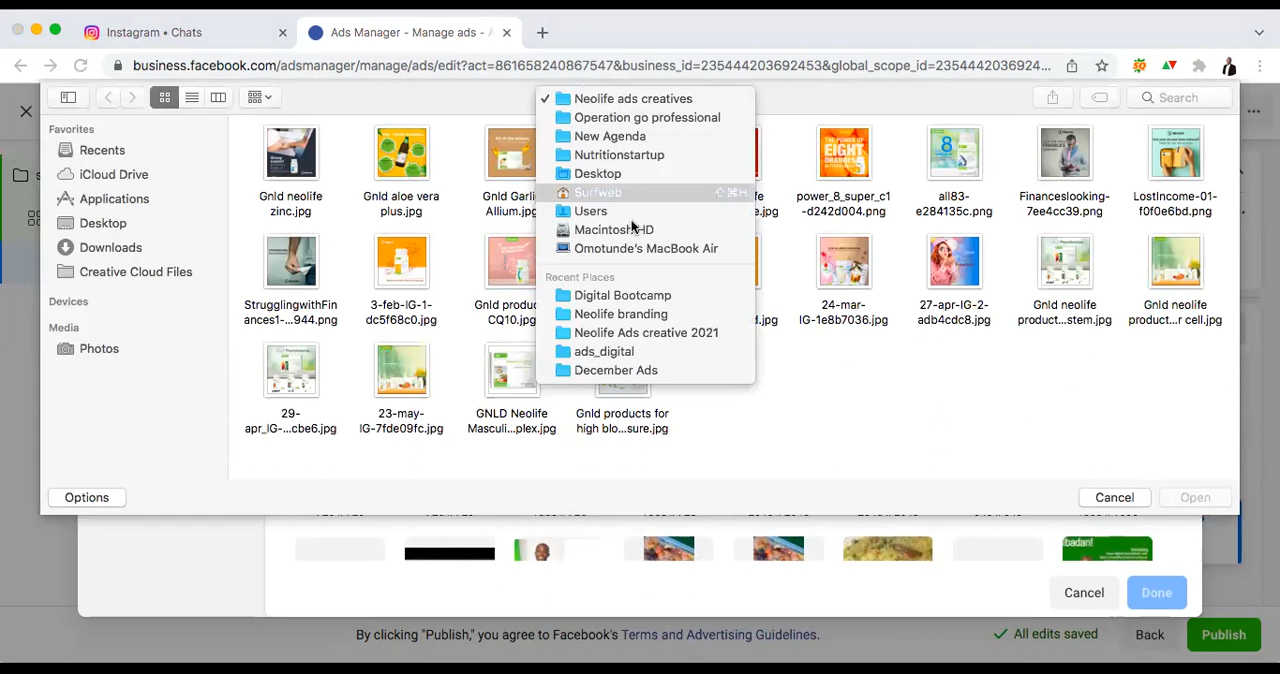 Instagram • Chats
Ads Manager - Manage ads - A
business.facebook.com/adsmanager/manage/ads/edit?act=861658240867547&business_id=235444203692453&global_scope_id=2354442036924...
Search
Favorites
Recents
iCloud Drive
Applications
Desktop
Downloads
Creative Cloud Files
Devices
Media
Photos
Neolife ads creatives
Operation go professional
New Agenda
Nutritionstartup
Desktop
Surfweb
⇧⌘H
Users
Macintosh HD
Omotunde's MacBook Air
Recent Places
Digital Bootcamp
Neolife branding
Neolife Ads creative 2021
ads_digital
December Ads
Gnld neolife
zinc.jpg
Gnld aloe vera
plus.jpg
Gnld Garli
Allium.jpg
fe.jpg
power_8_super_c1
-d242d004.png
all83-
e284135c.png
Financeslooking-
7ee4cc39.png
LostIncome-01-
f0f0e6bd.png
StrugglingwithFin
ances1-...944.png
3-feb-IG-1-
dc5f68c0.jpg
Gnld produc
CQ10.jpg
d.jpg
24-mar-
IG-1e8b7036.jpg
27-apr-IG-2-
adb4cdc8.jpg
Gnld neolife
product...stem.jpg
Gnld neolife
product...r cell.jpg
29-
apr_IG-...cbe6.jpg
23-may-
IG-7fde09fc.jpg
GNLD Neolife
Masculi...plex.jpg
Gnld products for
high blo...sure.jpg
Options
Cancel
Open
badan!
Cancel
Done
By clicking "Publish," you agree to Facebook's Terms and Advertising Guidelines.
All edits saved
Back
Publish